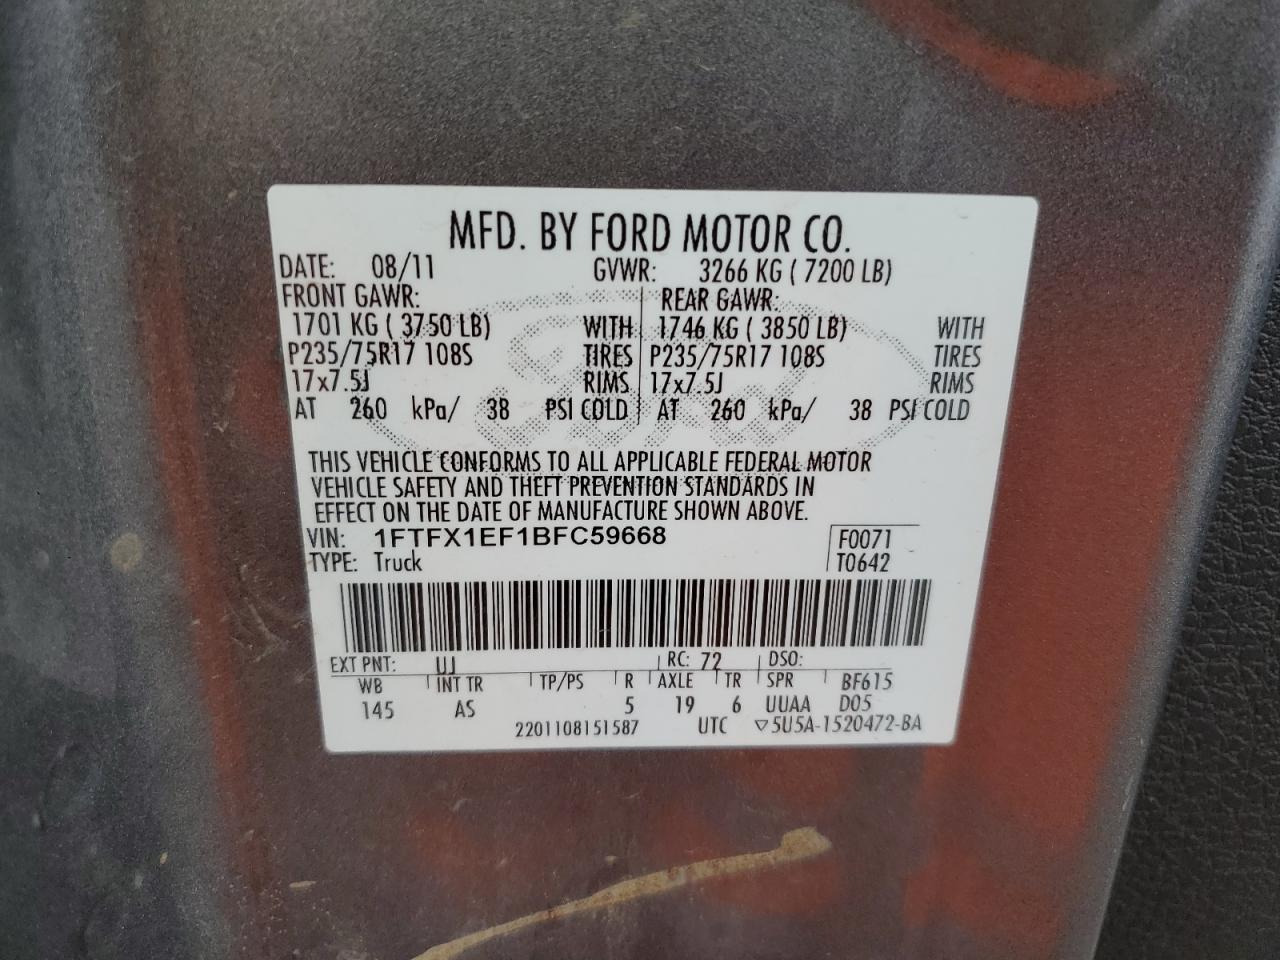 MFD. BY FORD MOTOR CO.
DATE: 08/11 GVWR: 3266 KG ( 7200 LB)
FRONT GAWR: REAR GAWR:
1701 KG ( 3750 LB) WITH 1746 KG ( 3850 LB) WITH
P235/75R17 108S TIRES P235/75R17 108S TIRES
17x7.5J RIMS 17x7.5J RIMS
AT 260 kPa/ 38 PSI COLD AT 260 kPa/ 38 PSI COLD
THIS VEHICLE CONFORMS TO ALL APPLICABLE FEDERAL MOTOR
VEHICLE SAFETY AND THEFT PREVENTION STANDARDS IN
EFFECT ON THE DATE OF MANUFACTURE SHOWN ABOVE.
VIN: 1FTFX1EF1BFC59668 F0071
TYPE: Truck T0642
EXT PNT: UJ RC: 72 DSO:
WB INT TR TP/PS R AXLE TR SPR BF615
145 AS 5 19 6 UUAA D05
2201108151587 UTC ▽5U5A-1520472-BA